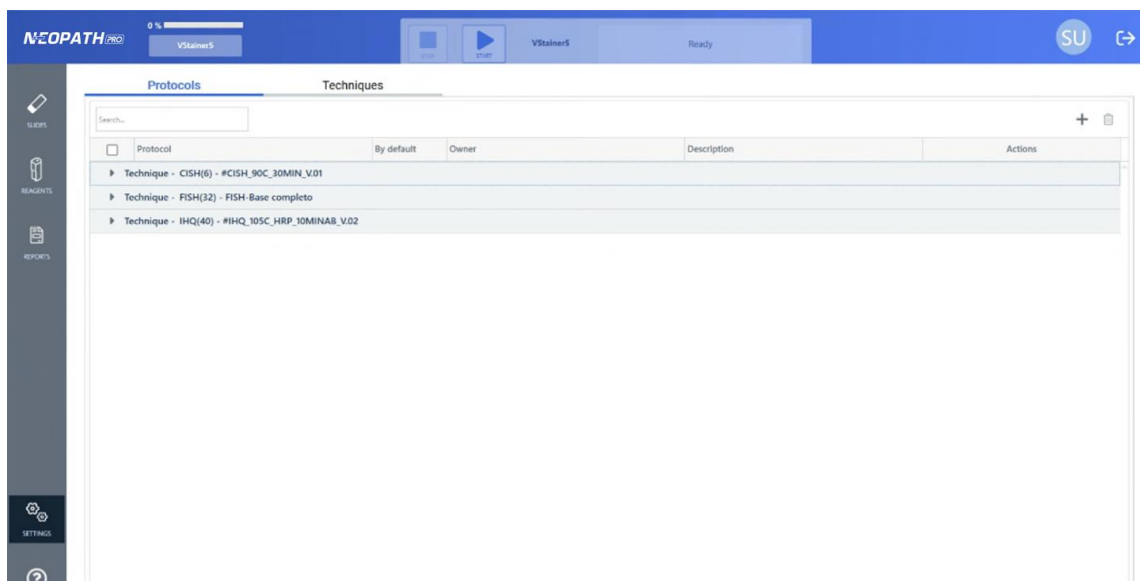 NEOPATH PRO
0 %
VStainer5
STOP
START
VStainer5
Ready
SU
SLIDES
REAGENTS
REPORTS
SETTINGS
Protocols
Techniques
Search...
Protocol
By default
Owner
Description
Actions
Technique - CISH(6) - #CISH_90C_30MIN_V.01
Technique - FISH(32) - FISH-Base completo
Technique - IHQ(40) - #IHQ_105C_HRP_10MINAB_V.02